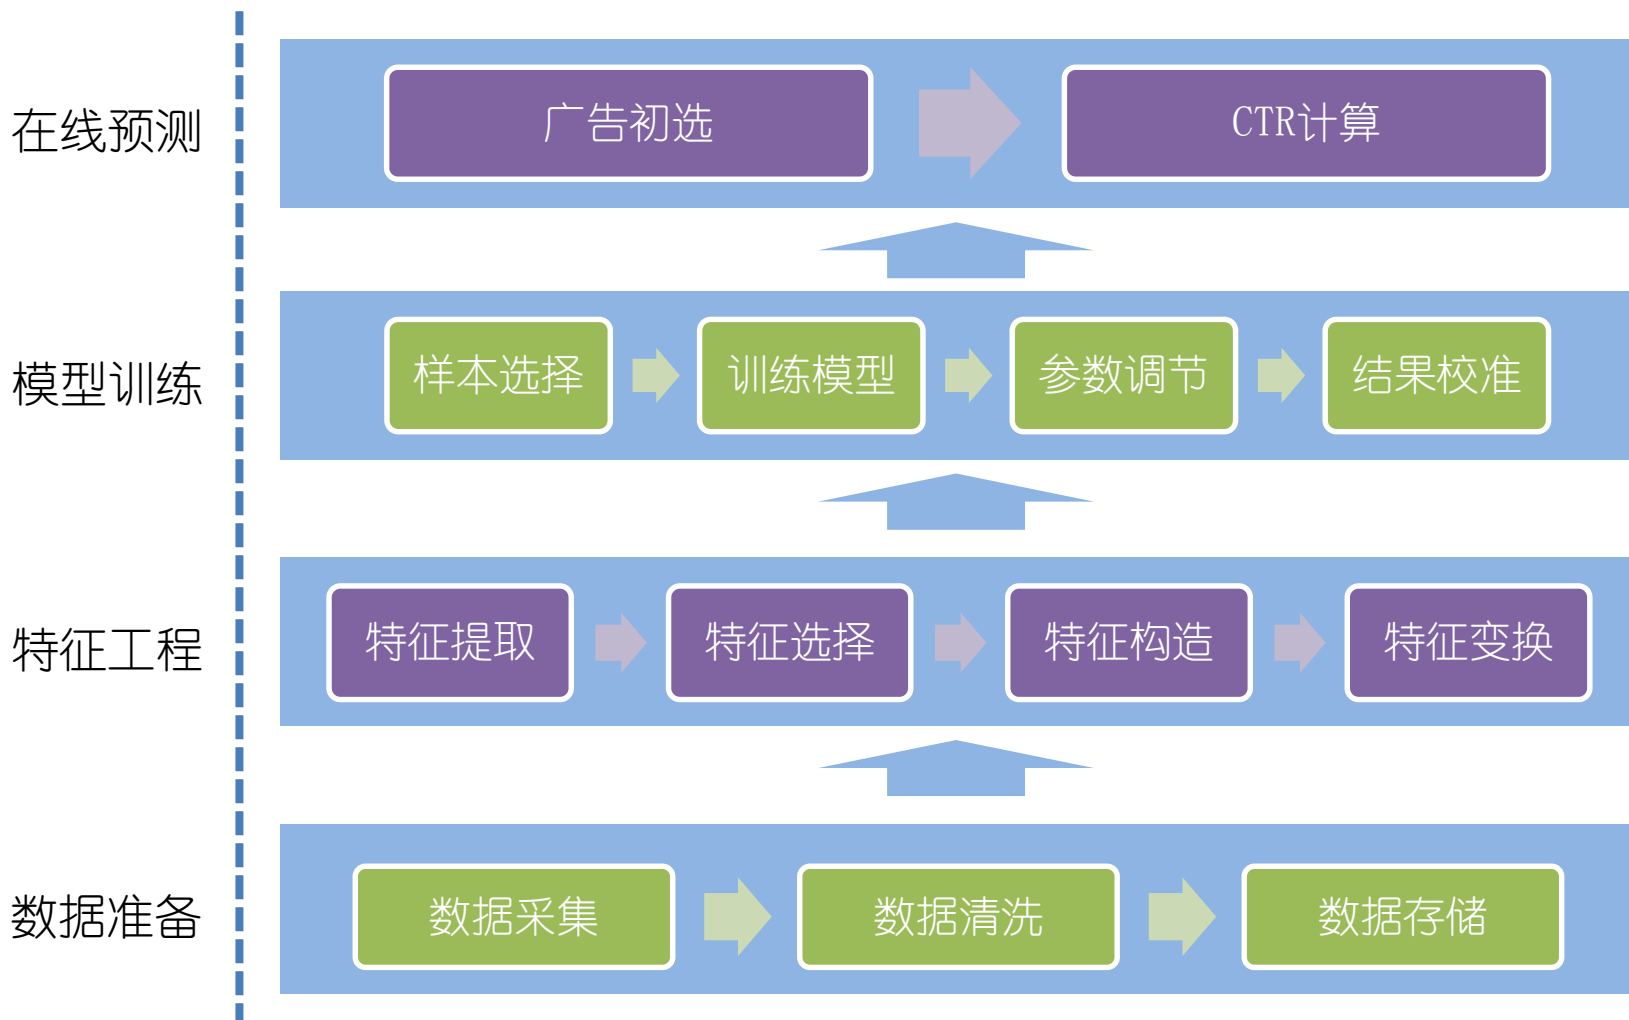 在线预测
广告初选
CTR计算
模型训练
样本选择
训练模型
参数调节
结果校准
特征工程
特征提取
特征选择
特征构造
特征变换
数据准备
数据采集
数据清洗
数据存储